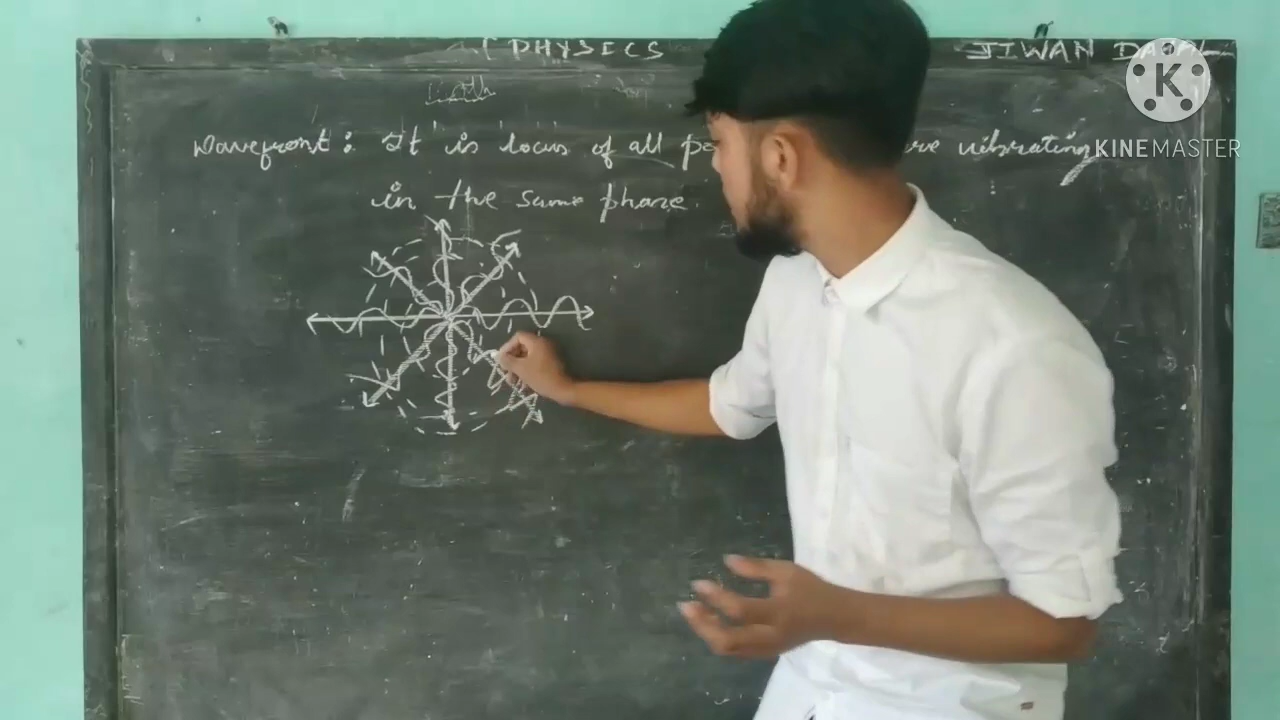 PHYSICS
JIWAN
K
KINEMASTER
Wavefront: It is locus of all vibrating
in the same phase.